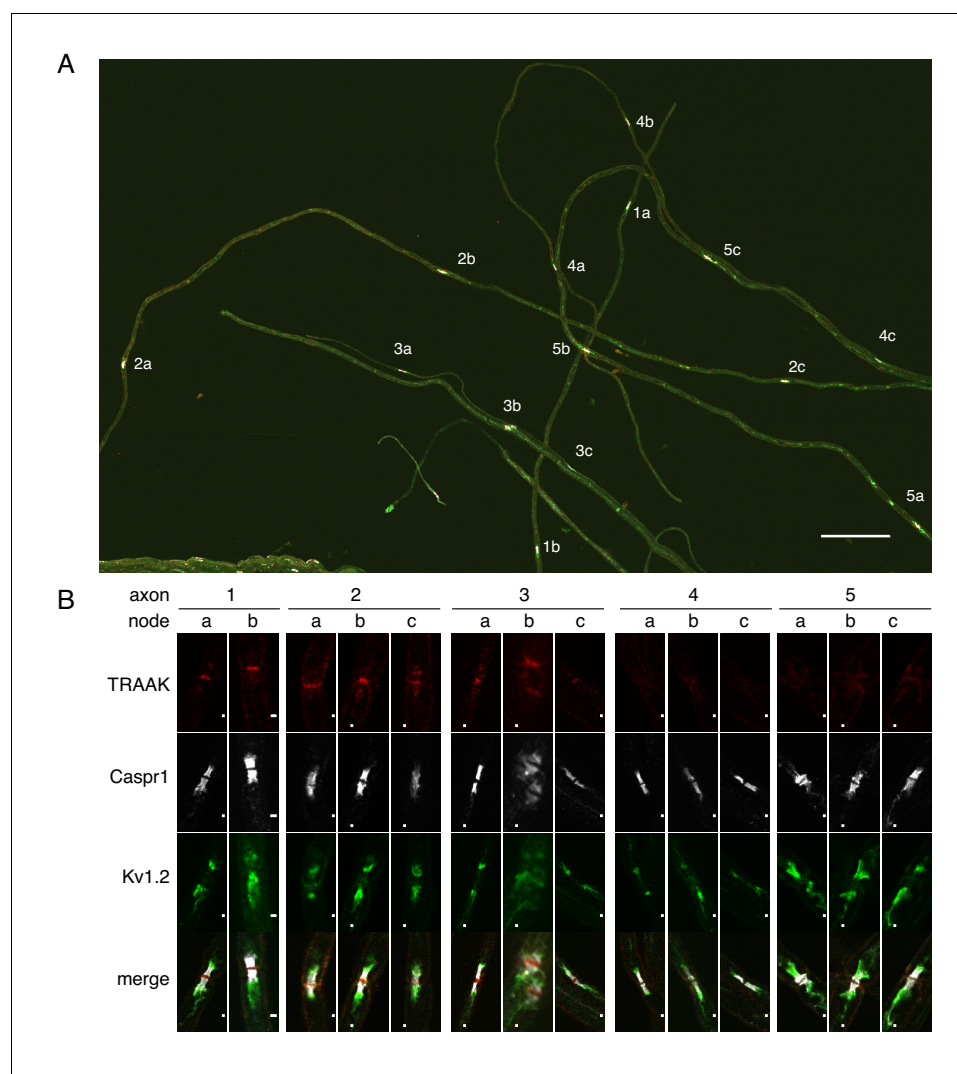 A
4b
1a
5c
2b
4a
4c
5b
3a
2a
2c
3b
3c
5a
1b
B
axon 1 2 3 4 5
node a b a b c a b c a b c a b c
TRAAK
Caspr1
Kv1.2
merge